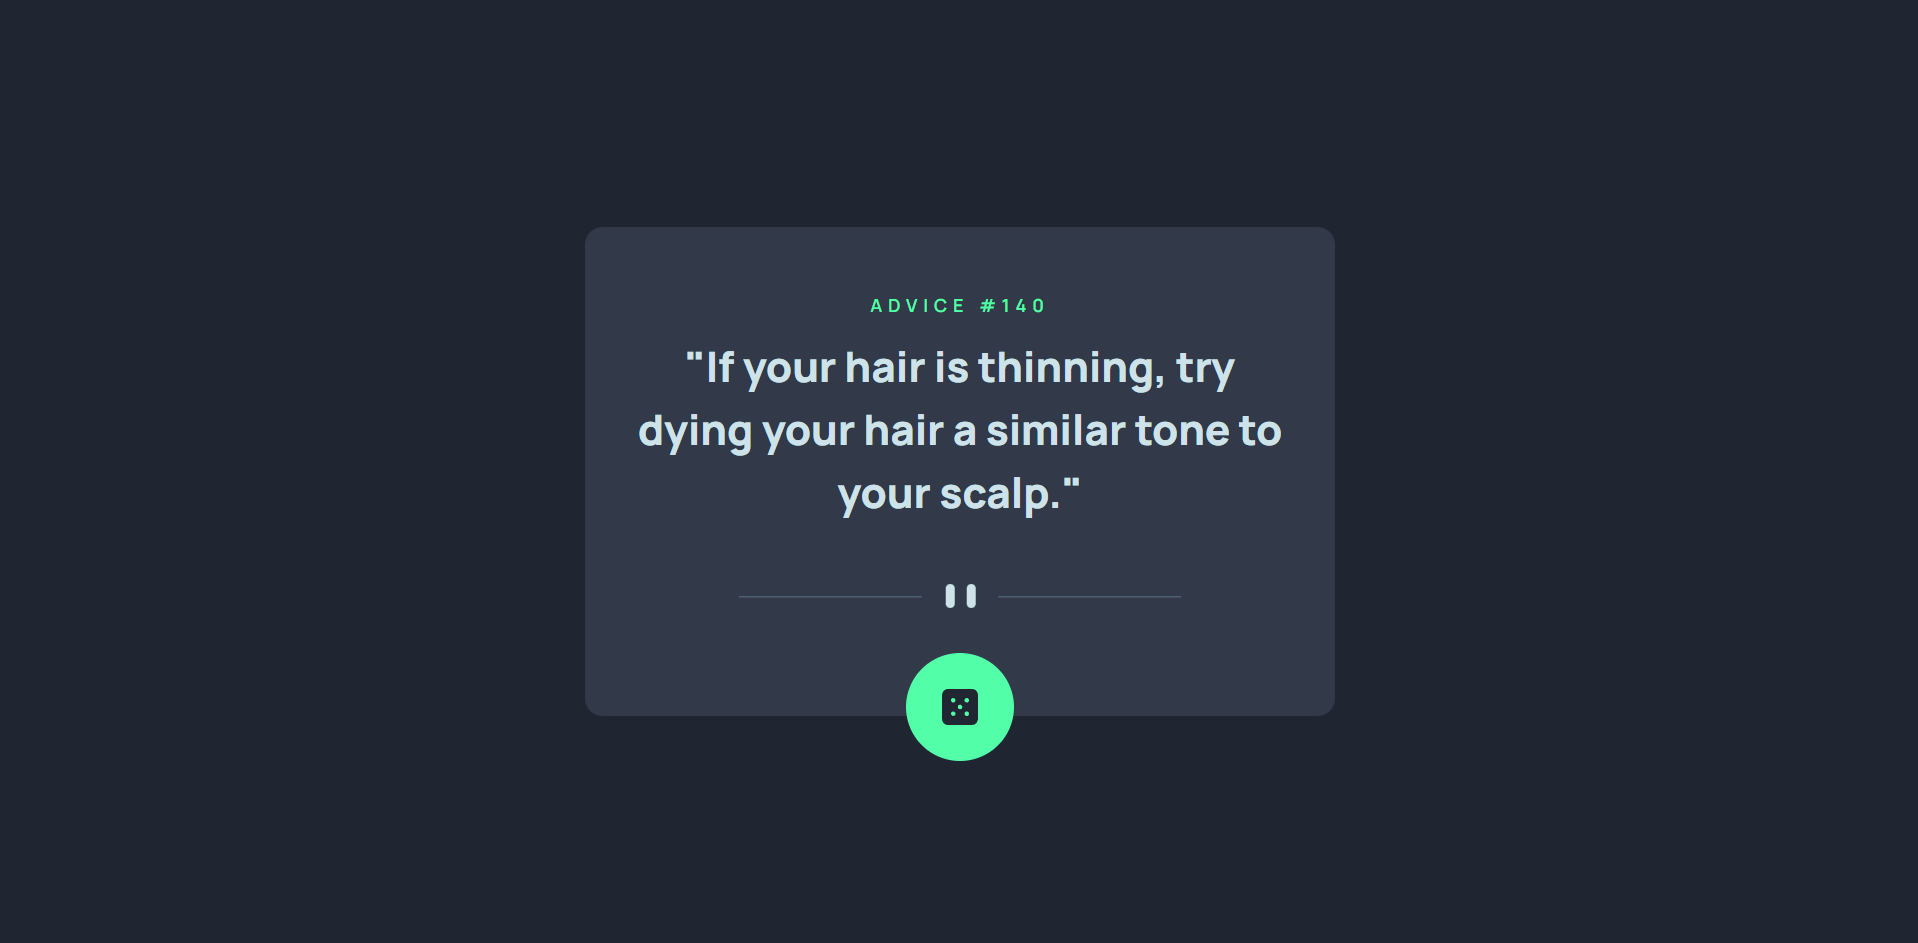 ADVICE #140
"If your hair is thinning, try
dying your hair a similar tone to
your scalp."